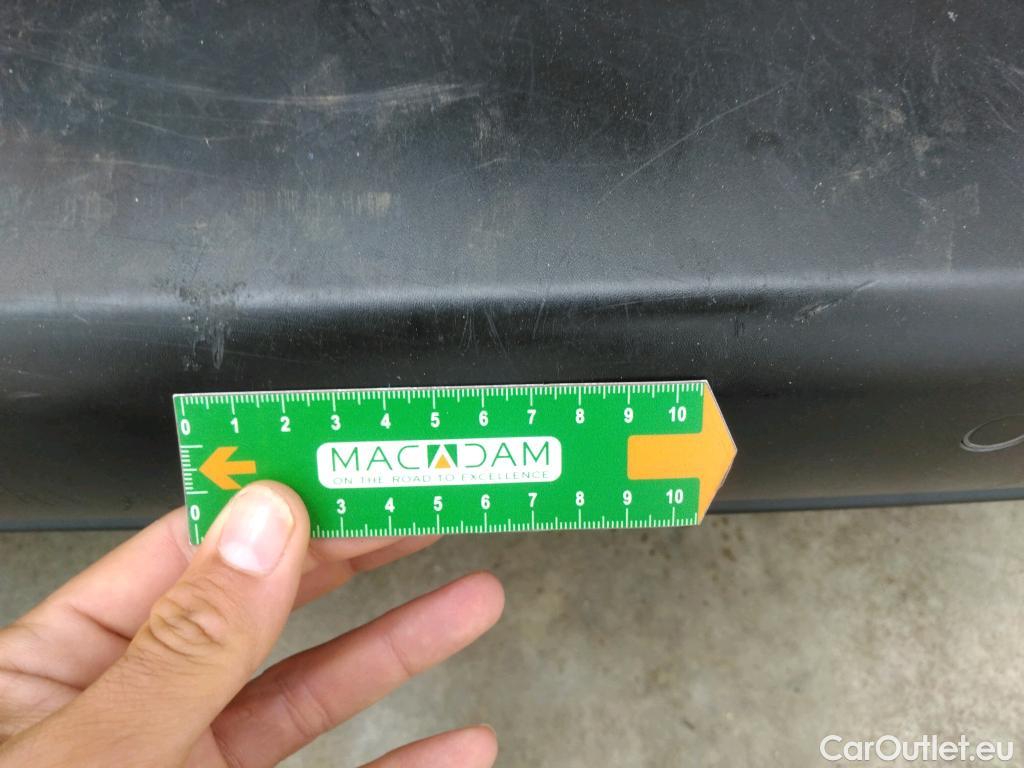 0 1 2 3 4 5 6 7 8 9 10
MACADAM
ON THE ROAD TO EXCELLENCE
0 3 4 5 6 7 8 9 10
CarOutlet.eu